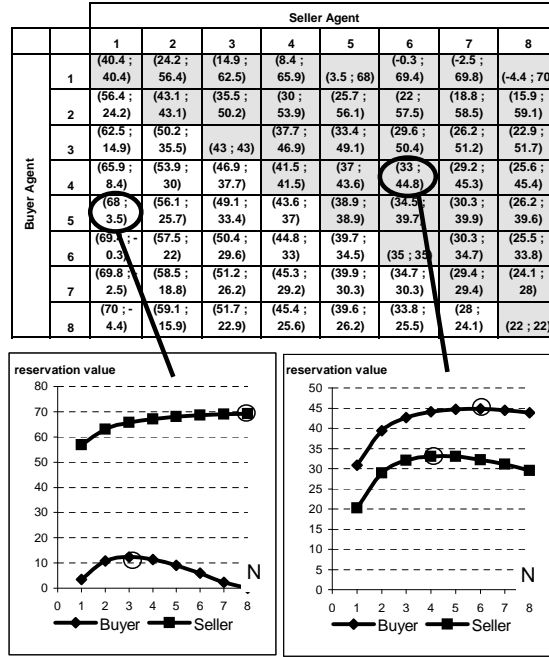 Seller Agent
1 2 3 4 5 6 7 8
(40.4 ; (24.2 ; (14.9 ; (8.4 ; (-0.3 ; (-2.5 ;
1 40.4) 56.4) 62.5) 65.9) (3.5 ; 68) 69.4) 69.8) (-4.4 ; 70
(56.4 ; (43.1 ; (35.5 ; (30 ; (25.7 ; (22 ; (18.8 ; (15.9 ;
2 24.2) 43.1) 50.2) 53.9) 56.1) 57.5) 58.5) 59.1)
(62.5 ; (50.2 ; (37.7 ; (33.4 ; (29.6 ; (26.2 ; (22.9 ;
3 14.9) 35.5) (43 ; 43) 46.9) 49.1) 50.4) 51.2) 51.7)
(65.9 ; (53.9 ; (46.9 ; (41.5 ; (37 ; (33 ; (29.2 ; (25.6 ;
4 8.4) 30) 37.7) 41.5) 43.6) 44.8) 45.3) 45.4)
Buyer Agent
(68 ; (56.1 ; (49.1 ; (43.6 ; (38.9 ; (34.5 ; (30.3 ; (26.2 ;
5 3.5) 25.7) 33.4) 37) 38.9) 39.7) 39.9) 39.6)
(69.4 ; - (57.5 ; (50.4 ; (44.8 ; (39.7 ; (30.3 ; (25.5 ;
6 0.3) 22) 29.6) 33) 34.5) (35 ; 35) 34.7) 33.8)
(69.8 ; - (58.5 ; (51.2 ; (45.3 ; (39.9 ; (34.7 ; (29.4 ; (24.1 ;
7 2.5) 18.8) 26.2) 29.2) 30.3) 30.3) 29.4) 28)
(70 ; - (59.1 ; (51.7 ; (45.4 ; (39.6 ; (33.8 ; (28 ;
8 4.4) 15.9) 22.9) 25.6) 26.2) 25.5) 24.1) (22 ; 22)
reservation value
80
70
60
50
40
30
20
10
0
N
0 1 2 3 4 5 6 7 8
Buyer Seller
reservation value
50
45
40
35
30
25
20
15
10
5
0
N
0 1 2 3 4 5 6 7 8
Buyer Seller